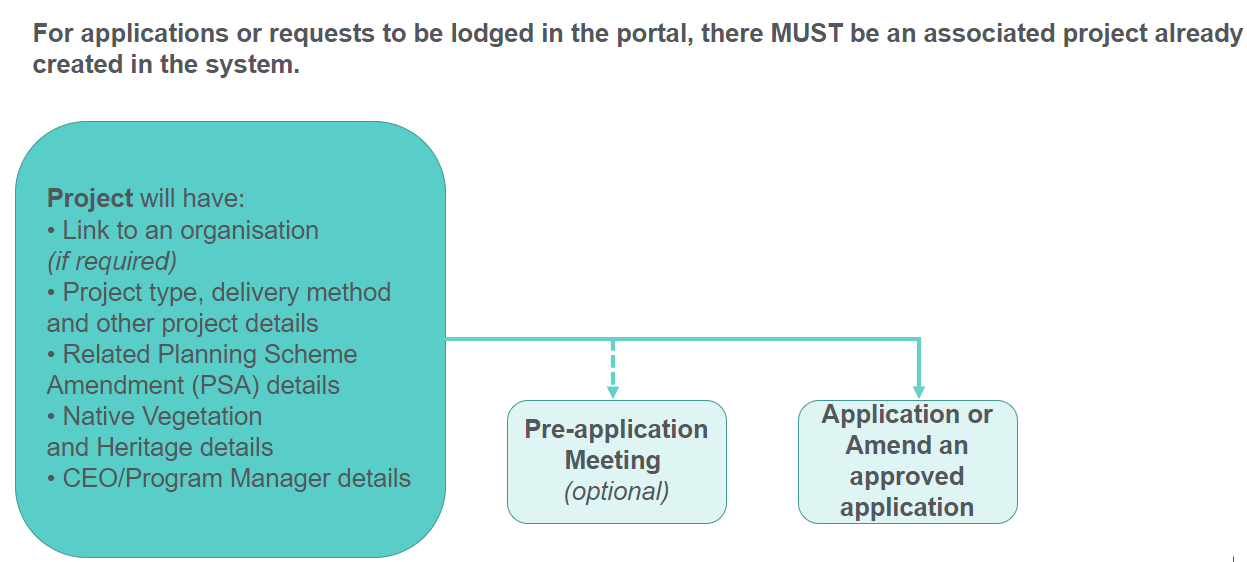 For applications or requests to be lodged in the portal, there MUST be an associated project already
created in the system.
Project will have:
• Link to an organisation
(if required)
• Project type, delivery method
and other project details
• Related Planning Scheme
Amendment (PSA) details
• Native Vegetation
and Heritage details
• CEO/Program Manager details
Pre-application
Meeting
(optional)
Application or
Amend an
approved
application